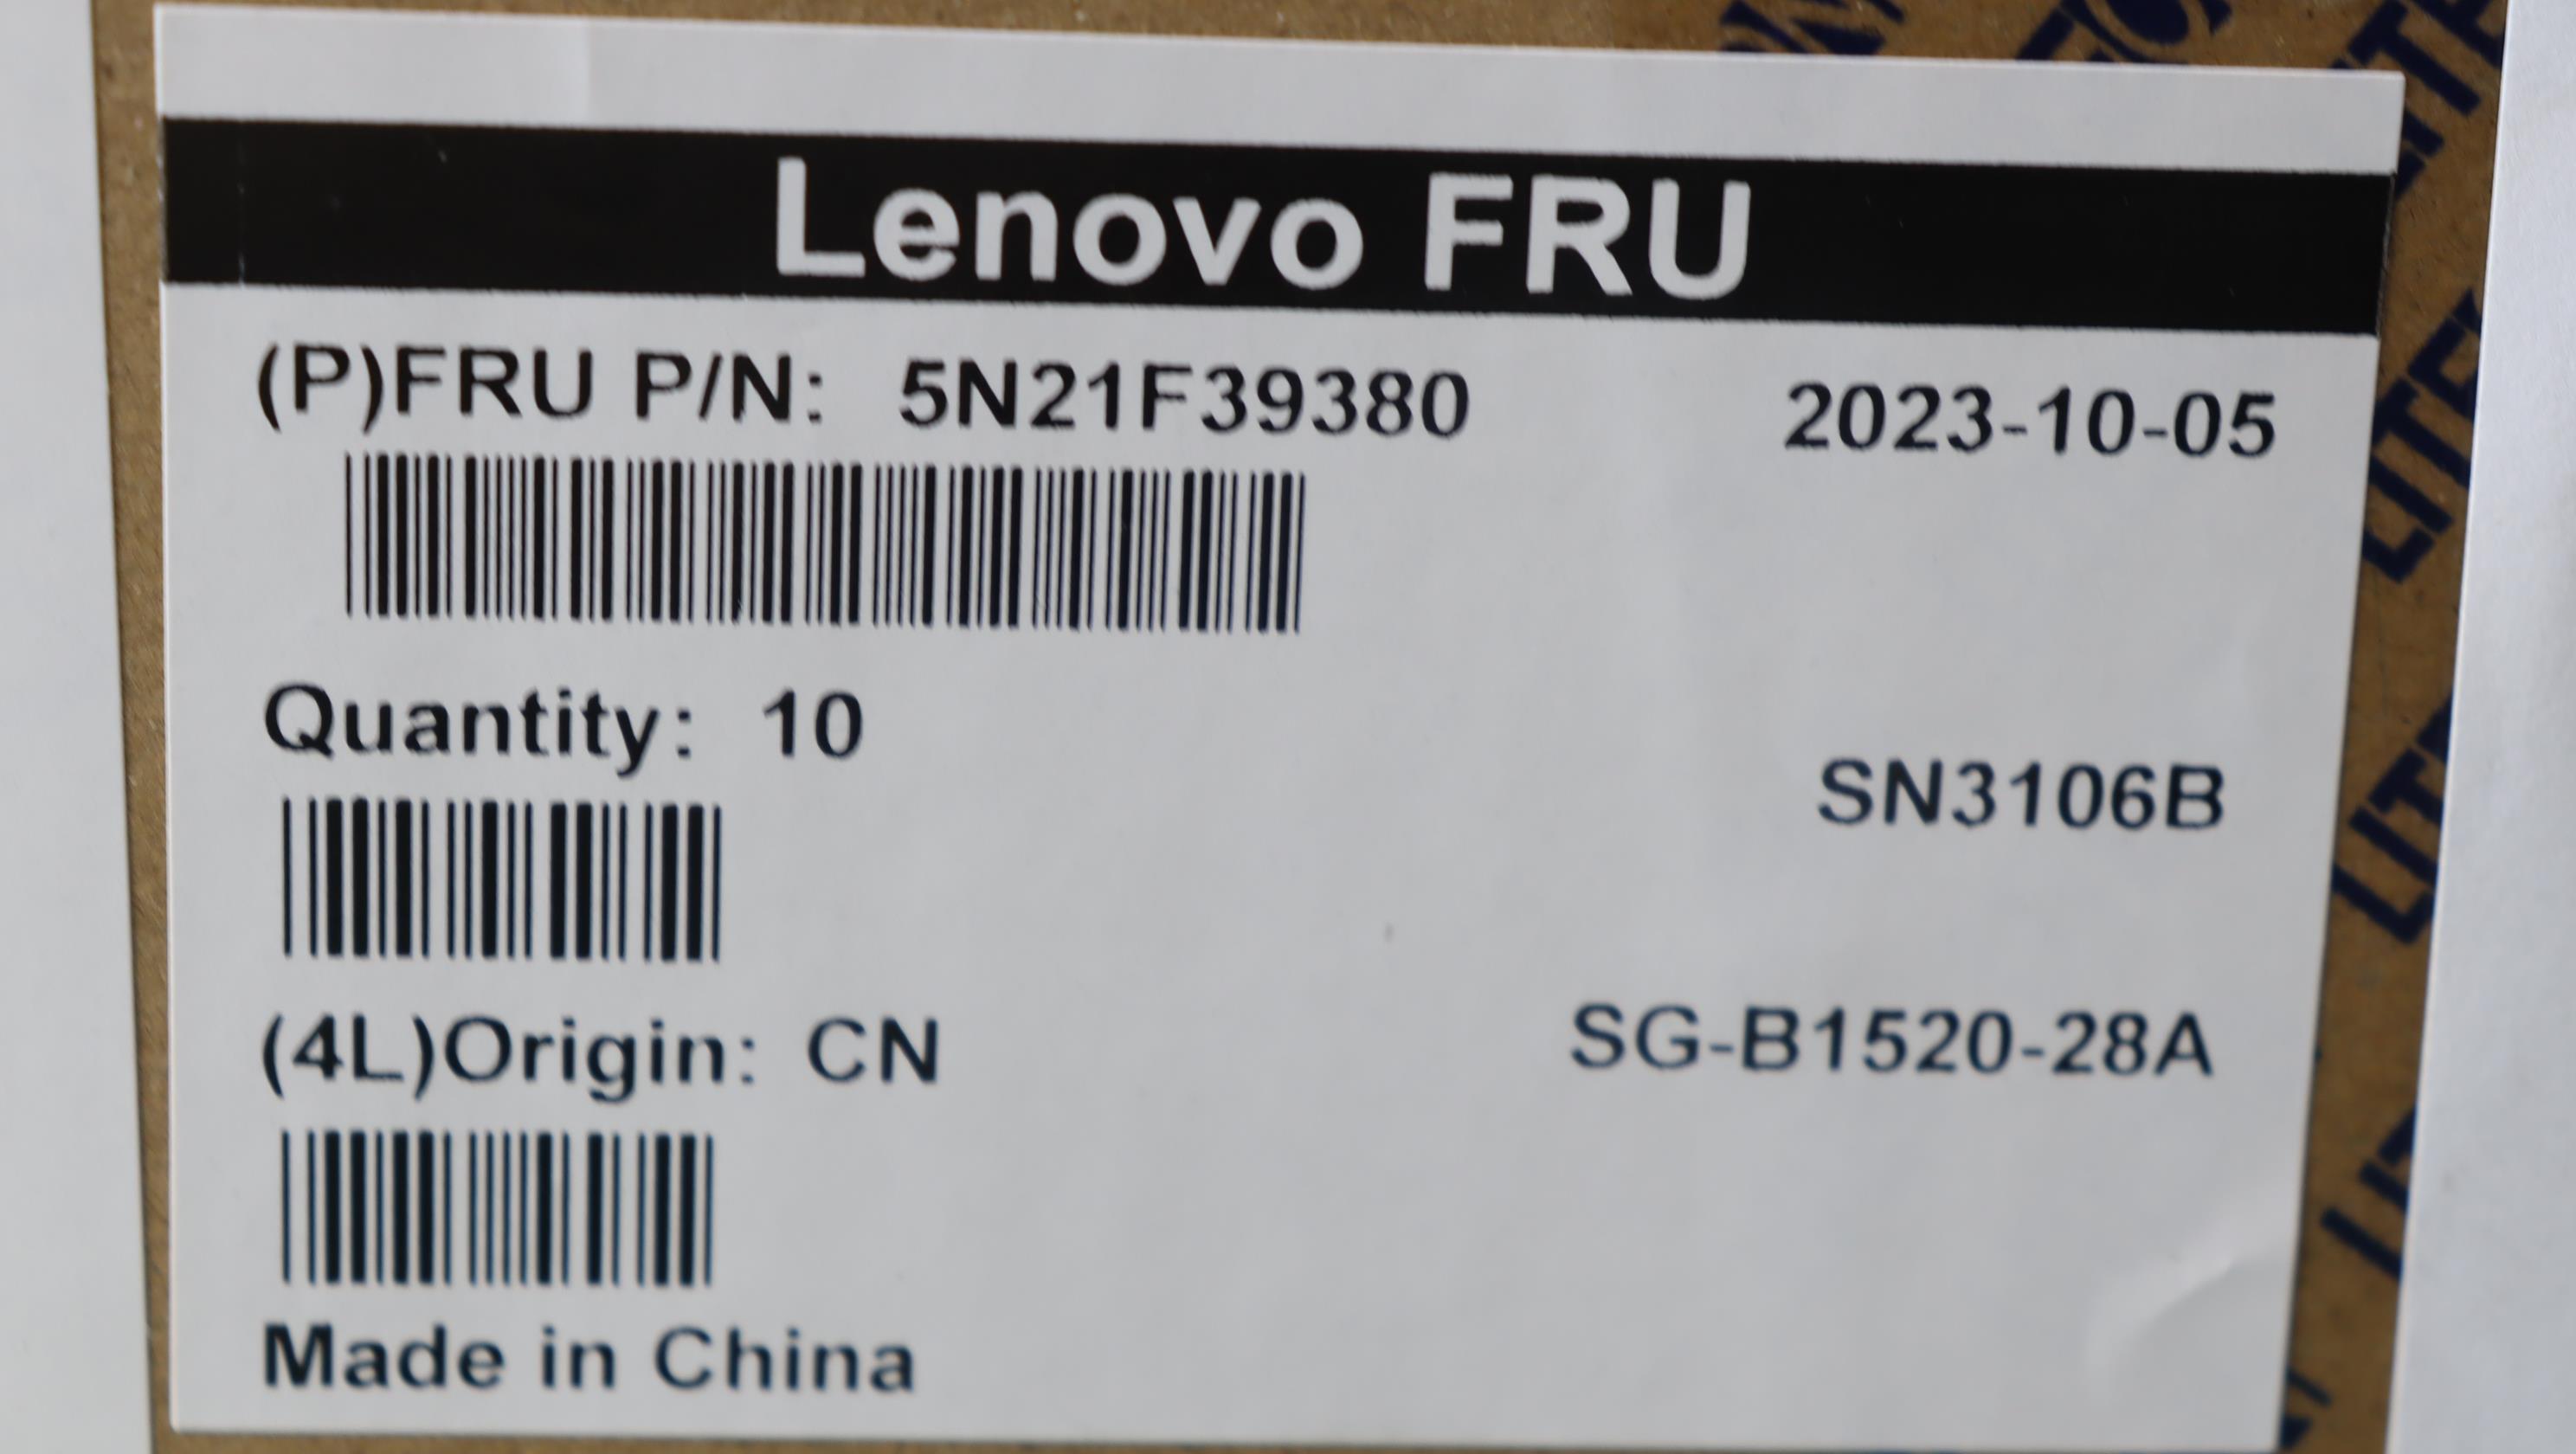 Lenovo FRU
(P)FRU P/N: 5N21F39380
2023-10-05
Quantity: 10
SN3106B
(4L)Origin: CN
SG-B1520-28A
Made in China